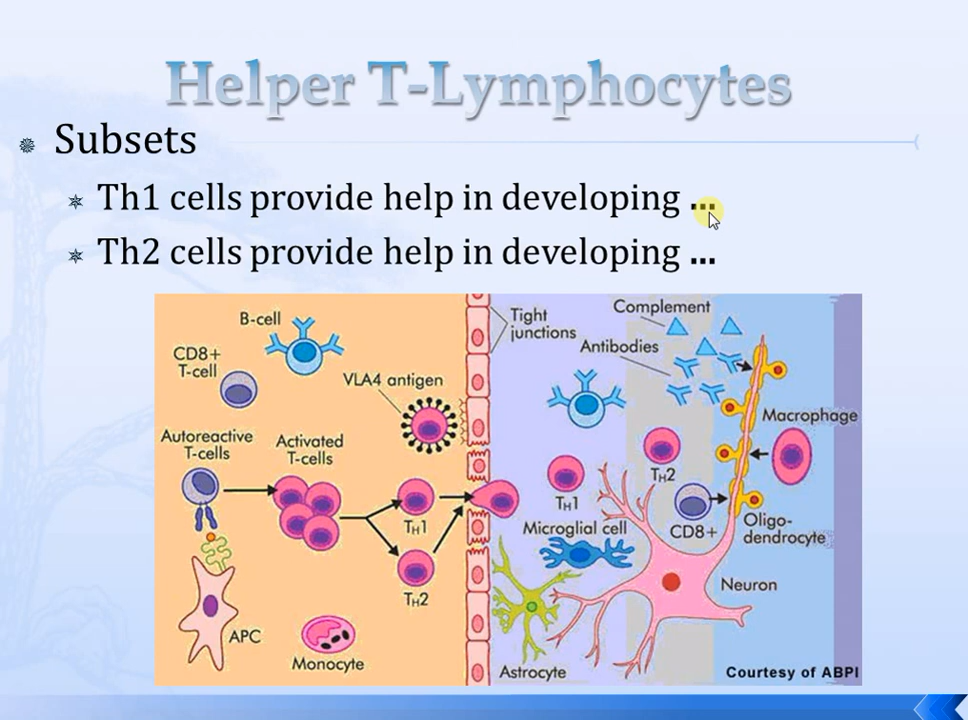 Helper T-Lymphocytes
Subsets
Th1 cells provide help in developing ...
Th2 cells provide help in developing ...
B-cell
CD8+
T-cell
VLA4 antigen
Autoreactive
T-cells
Activated
T-cells
TH1
TH2
APC
Monocyte
Tight
junctions
Complement
Antibodies
Macrophage
TH1
TH2
CD8+
Microglial cell
Oligo-
dendrocyte
Neuron
Astrocyte
Courtesy of ABPI